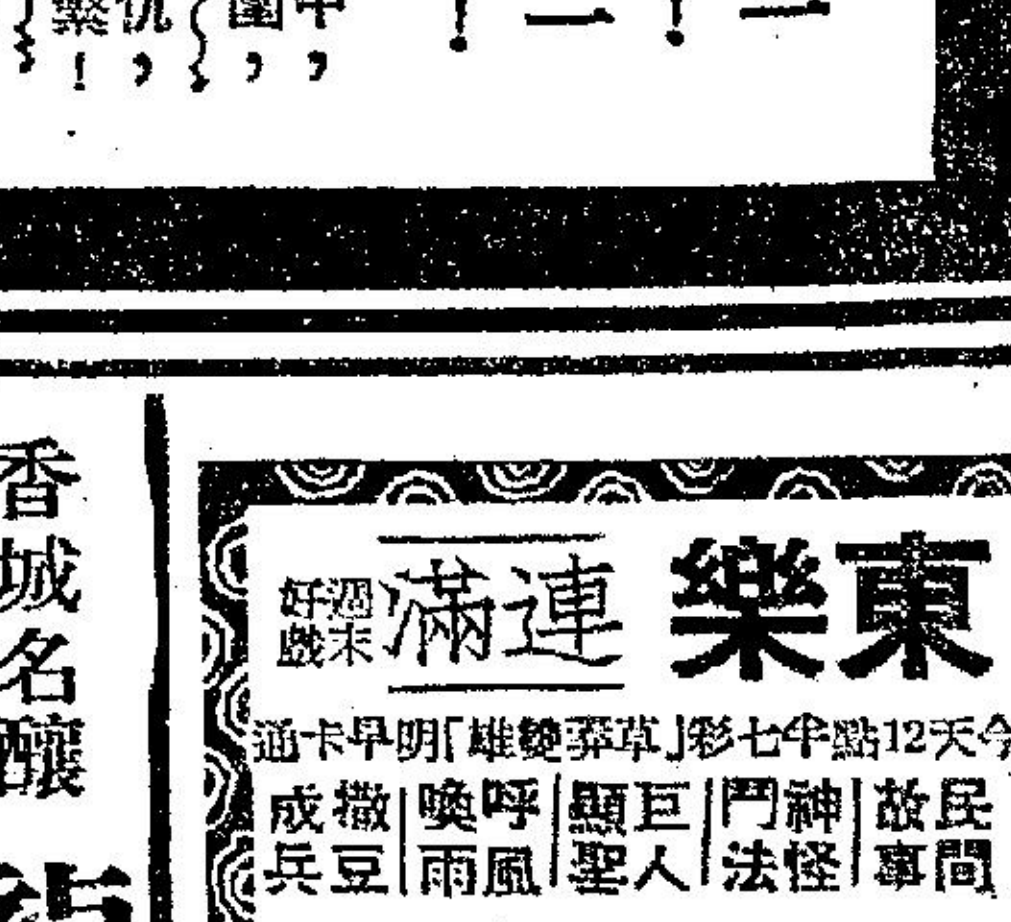 東樂
連滿
週末
好戲
今天12點半七彩「草莽雙雄」明早卡通
民間故事
神怪鬥法
巨人顯聖
呼風喚雨
撒豆成兵
香城名釀